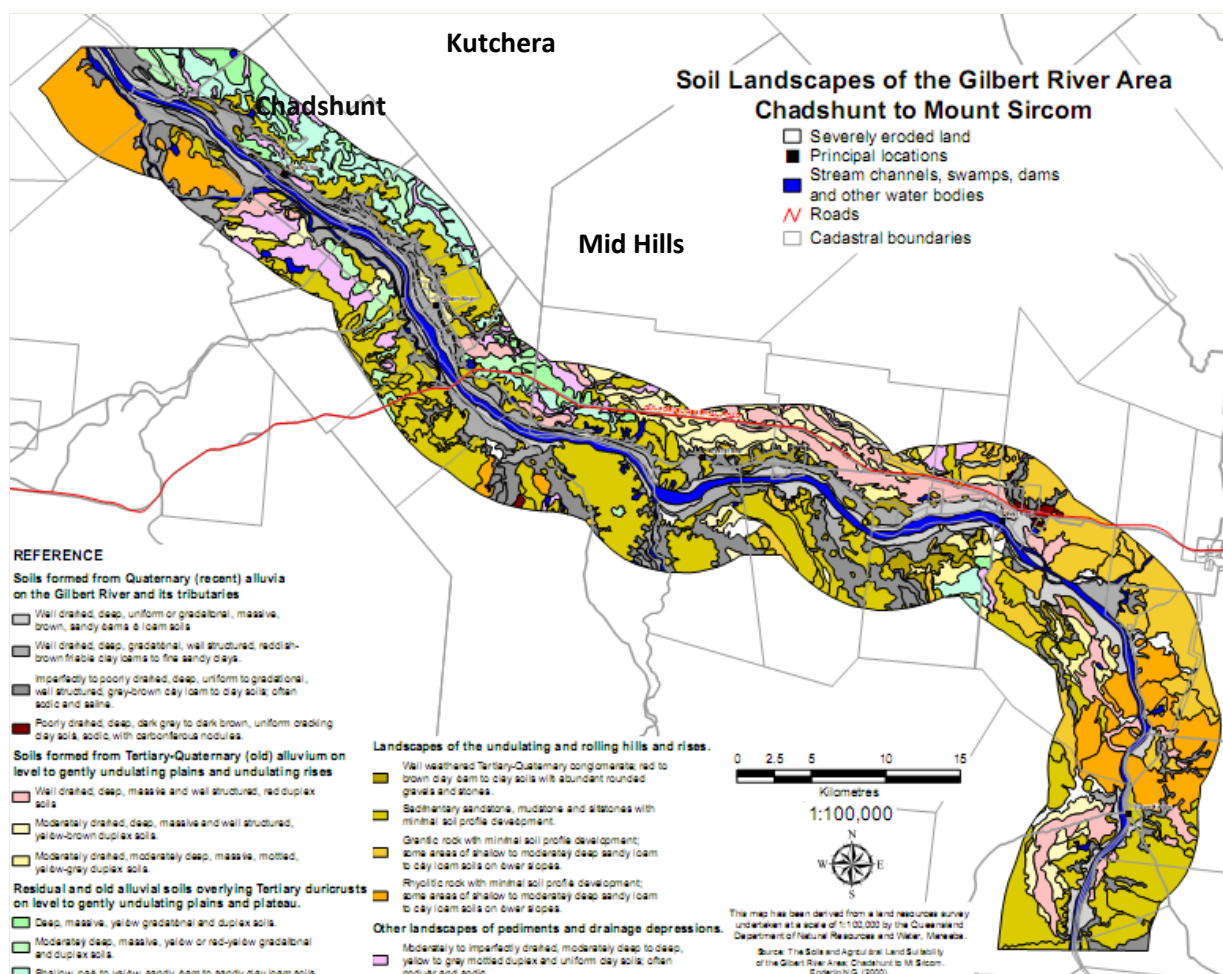 Kutchera
Chadshunt
Mid Hills
Soil Landscapes of the Gilbert River Area
Chadshunt to Mount Sircom
Severely eroded land
Principal locations
Stream channels, swamps, dams
and other water bodies
Roads
Cadastral boundaries
REFERENCE
Soils formed from Quaternary (recent) alluvia
on the Gilbert River and its tributaries
Well drained, deep, uniform or gradational, massive,
brown, sandy loams & loam soils
Well drained, deep, gradational, well structured, reddish-
brown friable clay loams to fine sandy clays.
Imperfectly to poorly drained, deep, uniform to gradational,
well structured, grey-brown clay loam to clay soils; often
sodic and saline.
Poorly drained, deep, dark grey to dark brown, uniform cracking
clay soils, sodic, with carboniferous nodules.
Soils formed from Tertiary-Quaternary (old) alluvium on
level to gently undulating plains and undulating rises
Well drained, deep, massive and well structured, red duplex
soils
Moderately drained, deep, massive and well structured,
yellow-brown duplex soils.
Moderately drained, moderately deep, massive, mottled,
yellow-grey duplex soils.
Residual and old alluvial soils overlying Tertiary duricrusts
on level to gently undulating plains and plateau.
Deep, massive, yellow gradational and duplex soils.
Moderately deep, massive, yellow or red-yellow gradational
and duplex soils.
Landscapes of the undulating and rolling hills and rises.
Well weathered Tertiary-Quaternary conglomerate; red to
brown clay loam to clay soils with abundant rounded
gravels and stones.
Sedimentary sandstone, mudstone and siltstones with
minimal soil profile development.
Granitic rock with minimal soil profile development;
some areas of shallow to moderately deep sandy loam
to clay loam soils on lower slopes.
Rhyolitic rock with minimal soil profile development;
some areas of shallow to moderately deep sandy loam
to clay loam soils on lower slopes.
Other landscapes of pediments and drainage depressions.
Moderately to imperfectly drained, moderately deep to deep,
yellow to grey mottled duplex and uniform clay soils; often
0 2.5 5 10 15
Kilometres
1:100,000
N
W E
S
This map has been derived from a land resources survey
undertaken at a scale of 1:100,000 by the Queensland
Department of Natural Resources and Water, Mareeba.
Source: The Soils and Agricultural Land Suitability
of the Gilbert River Area; Chadshunt to Mt Sircom.